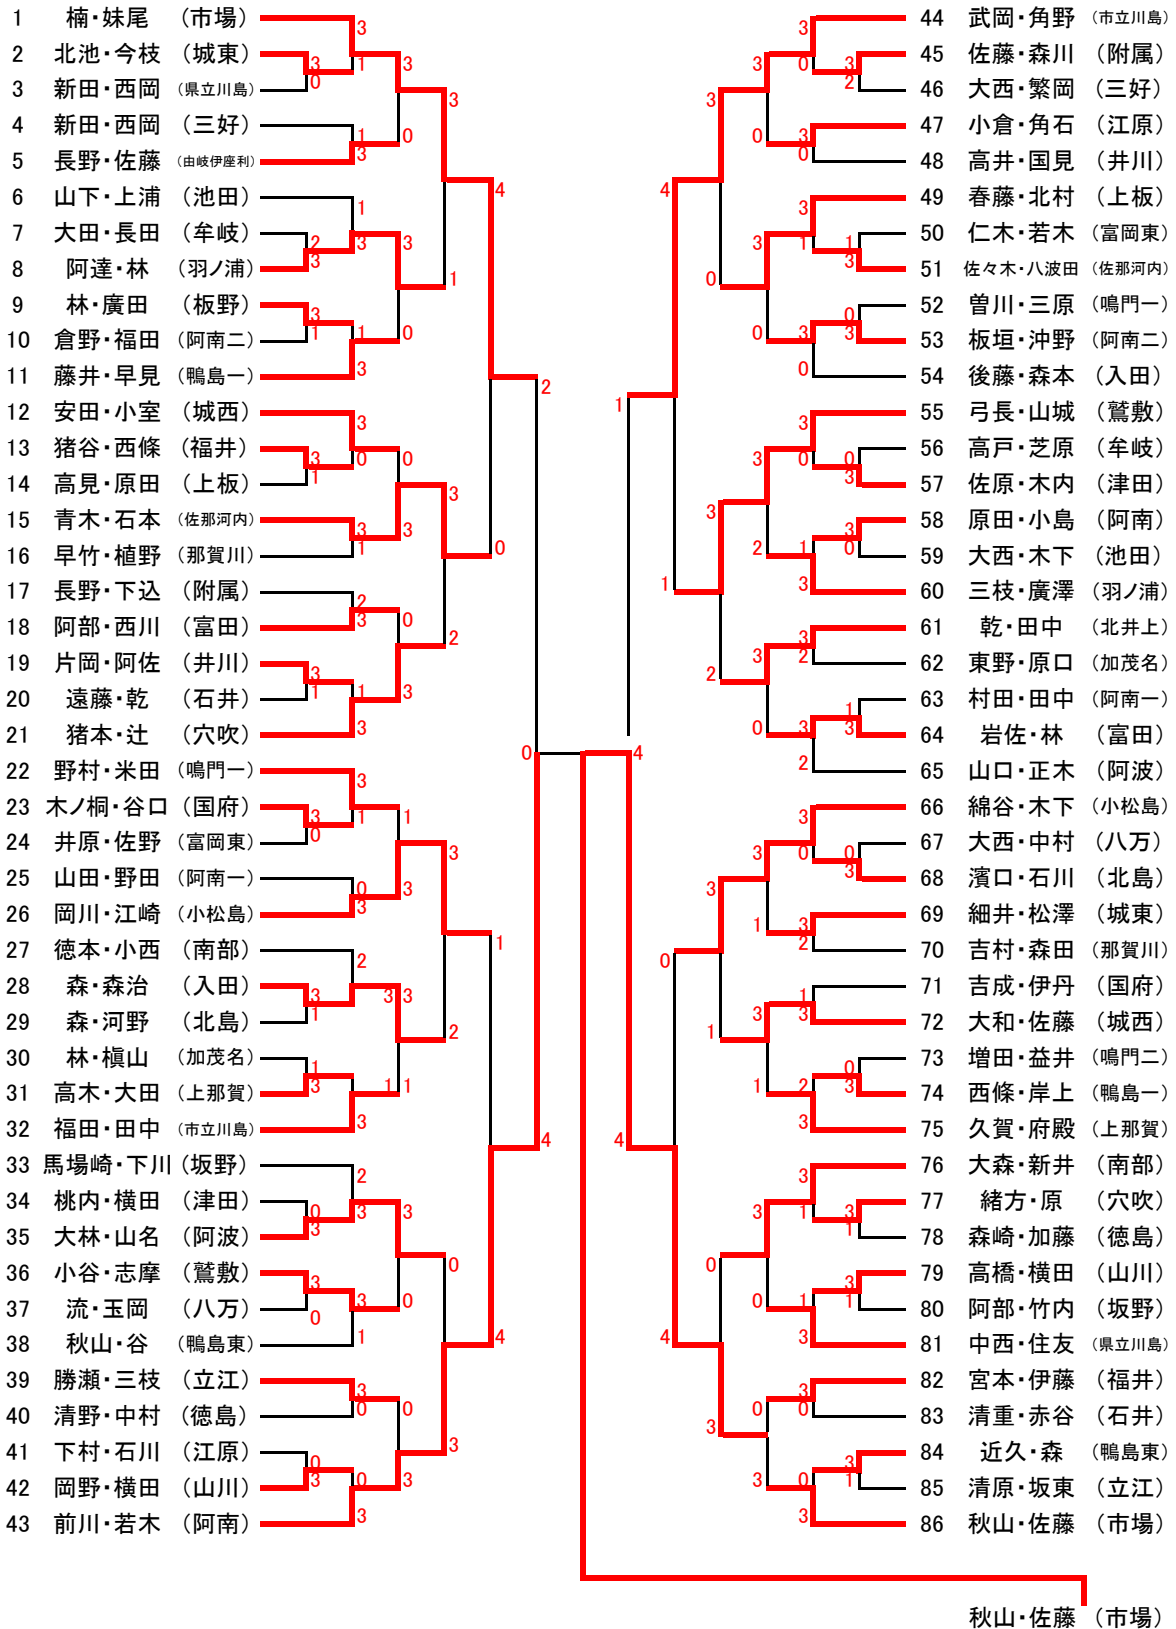 1 楠・妹尾 （市場）
2 北池・今枝 （城東）
3 新田・西岡 （県立川島）
4 新田・西岡 （三好）
5 長野・佐藤 （由岐伊座利）
6 山下・上浦 （池田）
7 大田・長田 （牟岐）
8 阿達・林 （羽ノ浦）
9 林・廣田 （板野）
10 倉野・福田 （阿南二）
11 藤井・早見 （鴨島一）
12 安田・小室 （城西）
13 猪谷・西條 （福井）
14 高見・原田 （上板）
15 青木・石本 （佐那河内）
16 早竹・植野 （那賀川）
17 長野・下込 （附属）
18 阿部・西川 （富田）
19 片岡・阿佐 （井川）
20 遠藤・乾 （石井）
21 猪本・辻 （穴吹）
22 野村・米田 （鳴門一）
23 木ノ桐・谷口 （国府）
24 井原・佐野 （富岡東）
25 山田・野田 （阿南一）
26 岡川・江崎 （小松島）
27 徳本・小西 （南部）
28 森・森治 （入田）
29 森・河野 （北島）
30 林・槇山 （加茂名）
31 高木・大田 （上那賀）
32 福田・田中 （市立川島）
33 馬場崎・下川 （坂野）
34 桃内・横田 （津田）
35 大林・山名 （阿波）
36 小谷・志摩 （鷲敷）
37 流・玉岡 （八万）
38 秋山・谷 （鴨島東）
39 勝瀬・三枝 （立江）
40 清野・中村 （徳島）
41 下村・石川 （江原）
42 岡野・横田 （山川）
43 前川・若木 （阿南）
44 武岡・角野 （市立川島）
45 佐藤・森川 （附属）
46 大西・繁岡 （三好）
47 小倉・角石 （江原）
48 高井・国見 （井川）
49 春藤・北村 （上板）
50 仁木・若木 （富岡東）
51 佐々木・八波田 （佐那河内）
52 曽川・三原 （鳴門一）
53 板垣・沖野 （阿南二）
54 後藤・森本 （入田）
55 弓長・山城 （鷲敷）
56 高戸・芝原 （牟岐）
57 佐原・木内 （津田）
58 原田・小島 （阿南）
59 大西・木下 （池田）
60 三枝・廣澤 （羽ノ浦）
61 乾・田中 （北井上）
62 東野・原口 （加茂名）
63 村田・田中 （阿南一）
64 岩佐・林 （富田）
65 山口・正木 （阿波）
66 綿谷・木下 （小松島）
67 大西・中村 （八万）
68 濱口・石川 （北島）
69 細井・松澤 （城東）
70 吉村・森田 （那賀川）
71 吉成・伊丹 （国府）
72 大和・佐藤 （城西）
73 増田・益井 （鳴門二）
74 西條・岸上 （鴨島一）
75 久賀・府殿 （上那賀）
76 大森・新井 （南部）
77 緒方・原 （穴吹）
78 森崎・加藤 （徳島）
79 高橋・横田 （山川）
80 阿部・竹内 （坂野）
81 中西・住友 （県立川島）
82 宮本・伊藤 （福井）
83 清重・赤谷 （石井）
84 近久・森 （鴨島東）
85 清原・坂東 （立江）
86 秋山・佐藤 （市場）
秋山・佐藤 （市場）